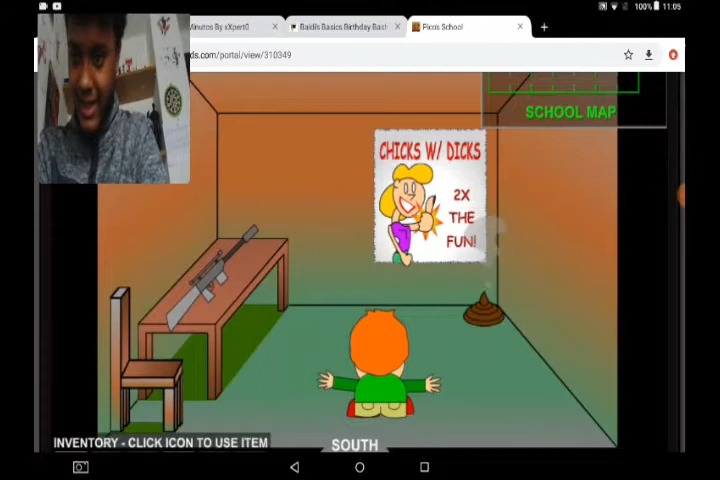 100% 11:05
Minutes By xXpert0
Baldi's Basics Birthday Bash
Pico's School
ds.com/portal/view/310349
SCHOOL MAP
CHICKS W/ DICKS
2X
THE
FUN!
INVENTORY - CLICK ICON TO USE ITEM
SOUTH